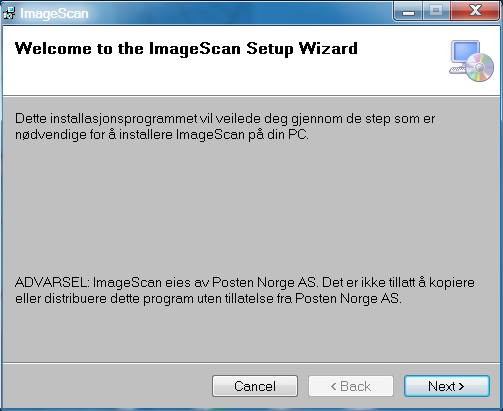 ImageScan
Welcome to the ImageScan Setup Wizard
Dette installasjonsprogrammet vil veilede deg gjennom de step som er
nødvendige for å installere ImageScan på din PC.
ADVARSEL: ImageScan eies av Posten Norge AS. Det er ikke tillatt å kopiere
eller distribuere dette program uten tillatelse fra Posten Norge AS.
Cancel < Back Next >